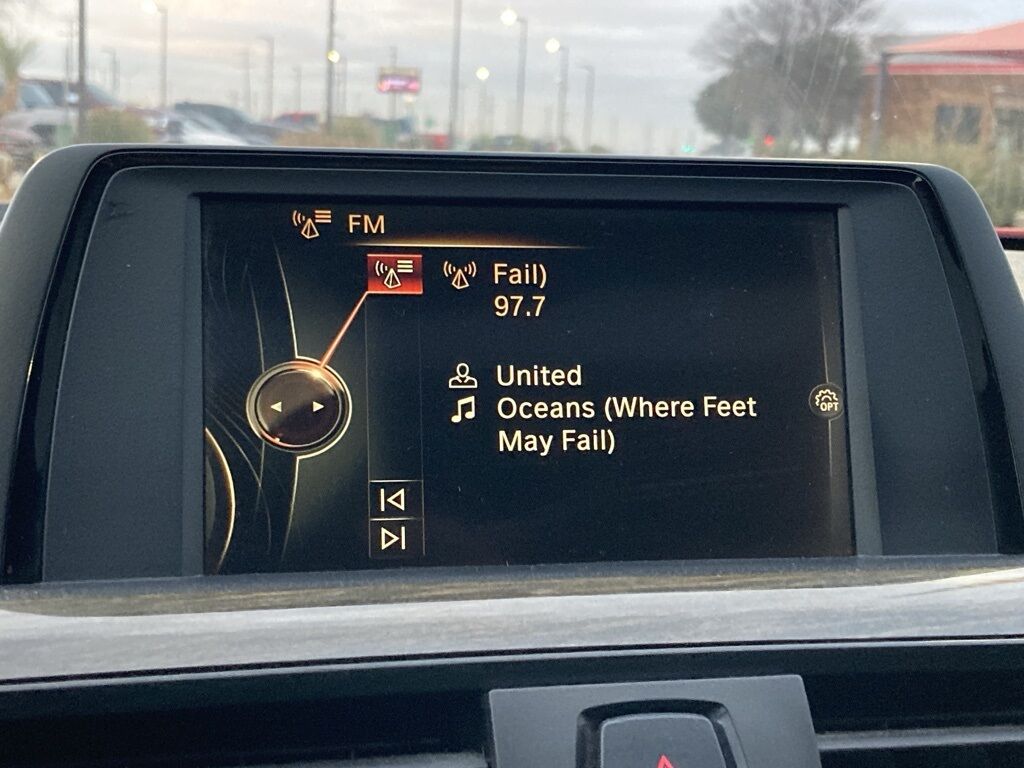 FM
Fail)
97.7
United
Oceans (Where Feet
May Fail)
OPT